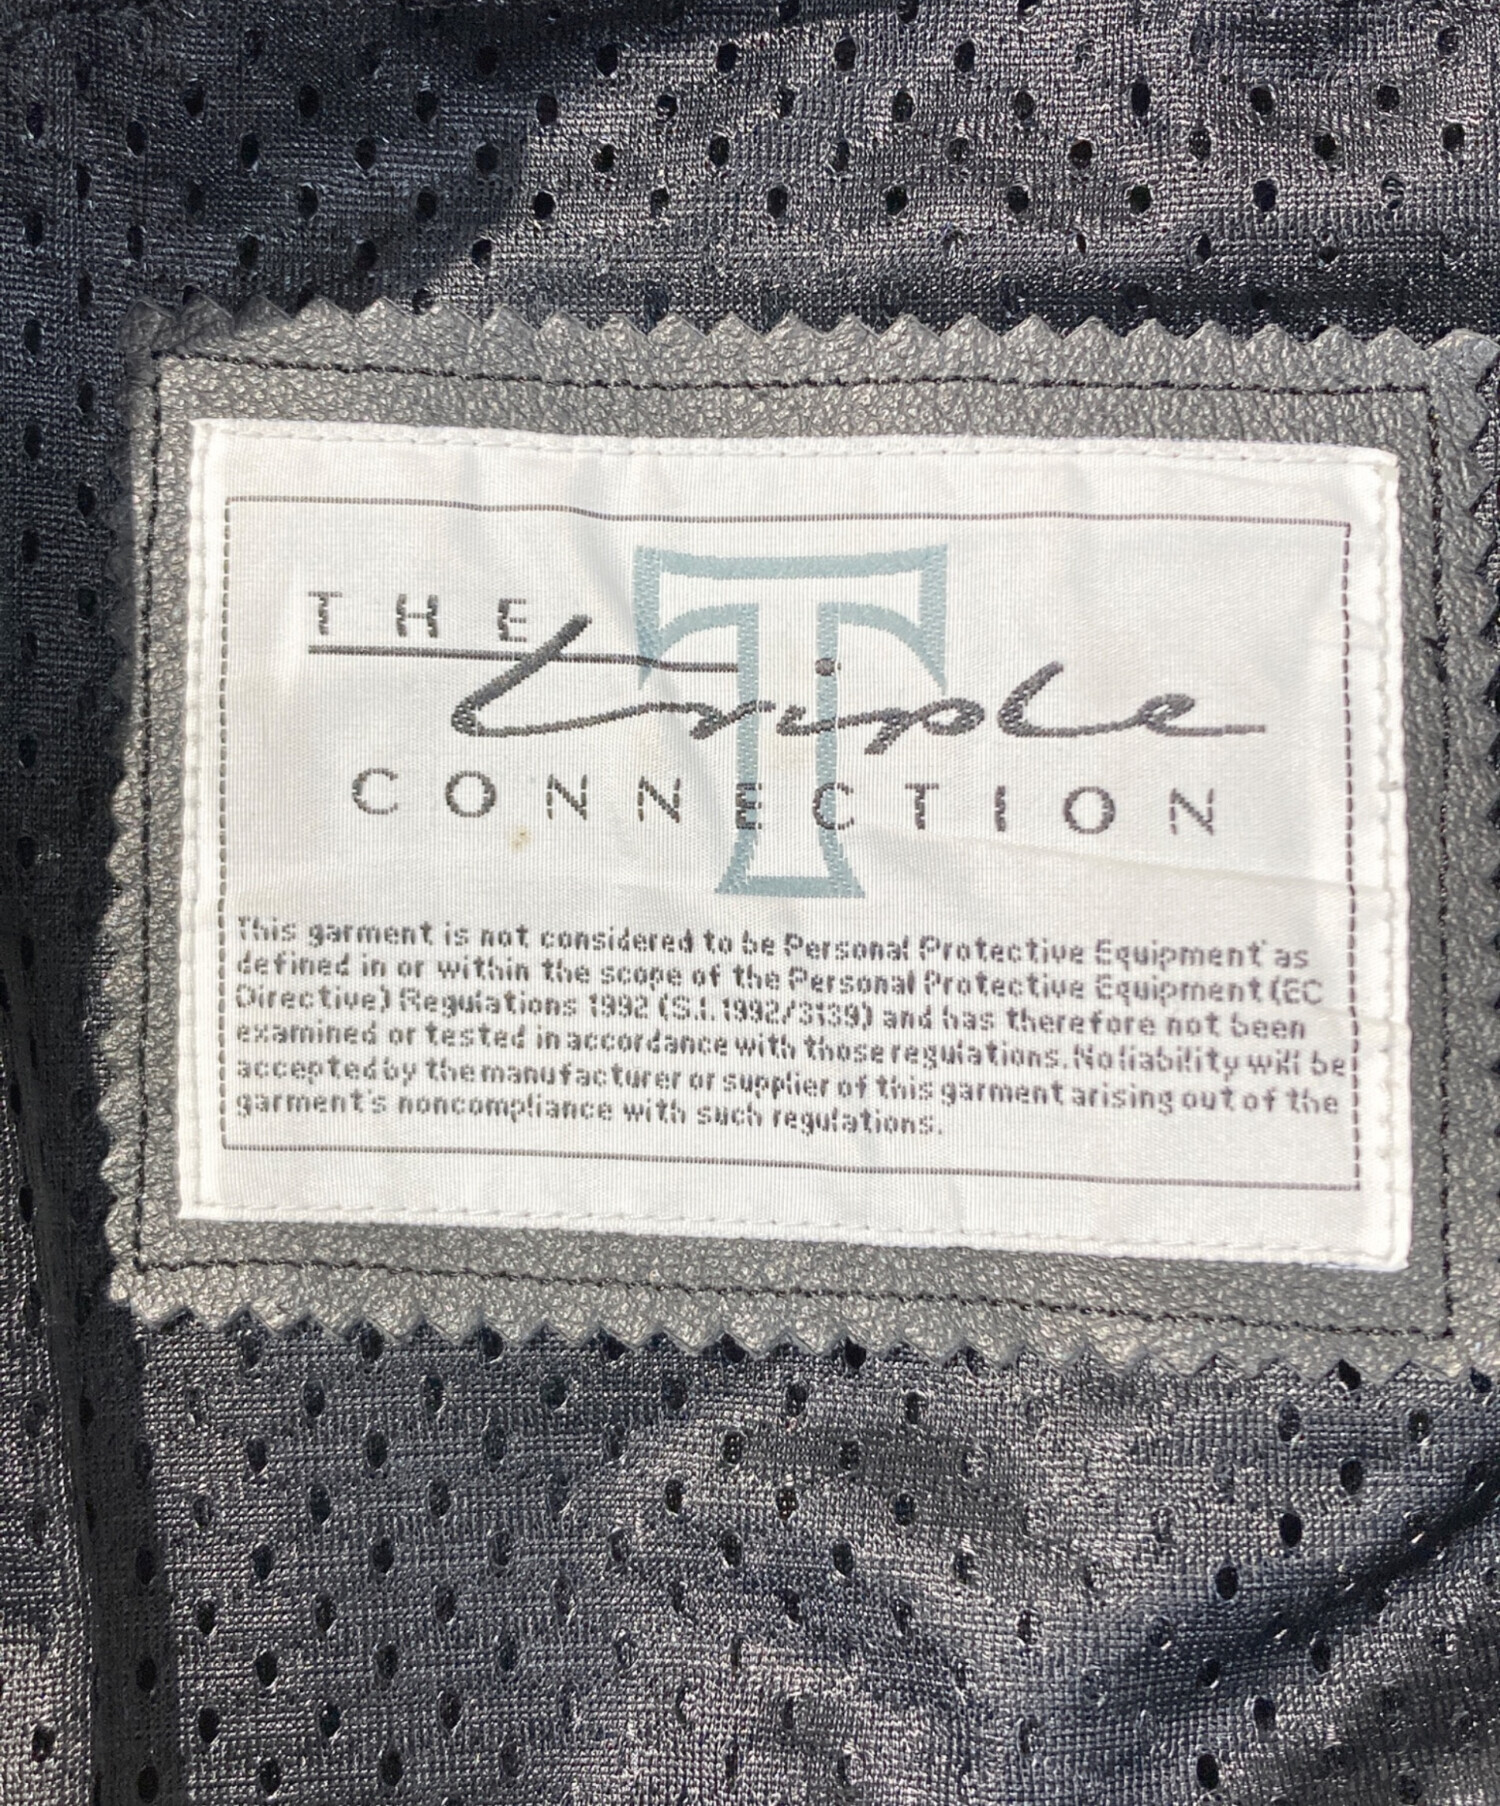 THE
T
triple
CONNECTION
This garment is not considered to be Personal Protective Equipment as
defined in or within the scope of the Personal Protective Equipment (EC
Directive) Regulations 1992 (S.I. 1992/3139) and has therefore not been
examined or tested in accordance with those regulations. No liability will be
accepted by the manufacturer or supplier of this garment arising out of the
garment's noncompliance with such regulations.